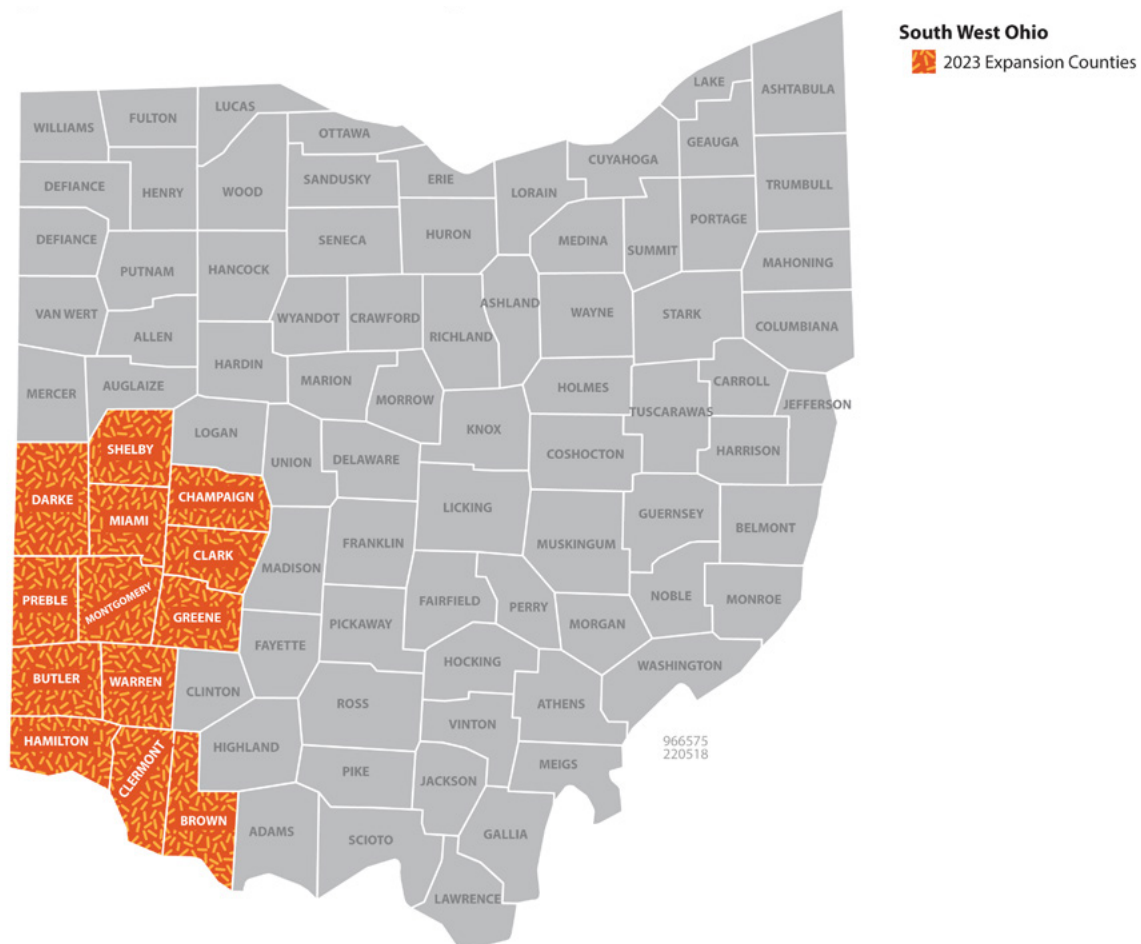 South West Ohio
2023 Expansion Counties
LAKE
ASHTABULA
LUCAS
FULTON
WILLIAMS
OTTAWA
GEAUGA
CUYAHOGA
SANDUSKY
ERIE
LORAIN
TRUMBULL
DEFIANCE
HENRY
WOOD
PORTAGE
HURON
SENECA
MEDINA
SUMMIT
DEFIANCE
MAHONING
PUTNAM
HANCOCK
ASHLAND
VAN WERT
WYANDOT
CRAWFORD
WAYNE
STARK
COLUMBIANA
ALLEN
RICHLAND
HARDIN
MARION
HOLMES
CARROLL
MERCER
AUGLAIZE
MORROW
TUSCARAWAS
JEFFERSON
LOGAN
KNOX
SHELBY
UNION
DELAWARE
COSHOCTON
HARRISON
DARKE
CHAMPAIGN
MIAMI
LICKING
GUERNSEY
BELMONT
CLARK
FRANKLIN
MUSKINGUM
MADISON
PREBLE
MONTGOMERY
GREENE
FAIRFIELD
PERRY
NOBLE
MONROE
PICKAWAY
MORGAN
FAYETTE
HOCKING
WASHINGTON
BUTLER
WARREN
CLINTON
ROSS
ATHENS
VINTON
HAMILTON
HIGHLAND
966575
220518
CLERMONT
PIKE
JACKSON
MEIGS
BROWN
ADAMS
SCIOTO
GALLIA
LAWRENCE